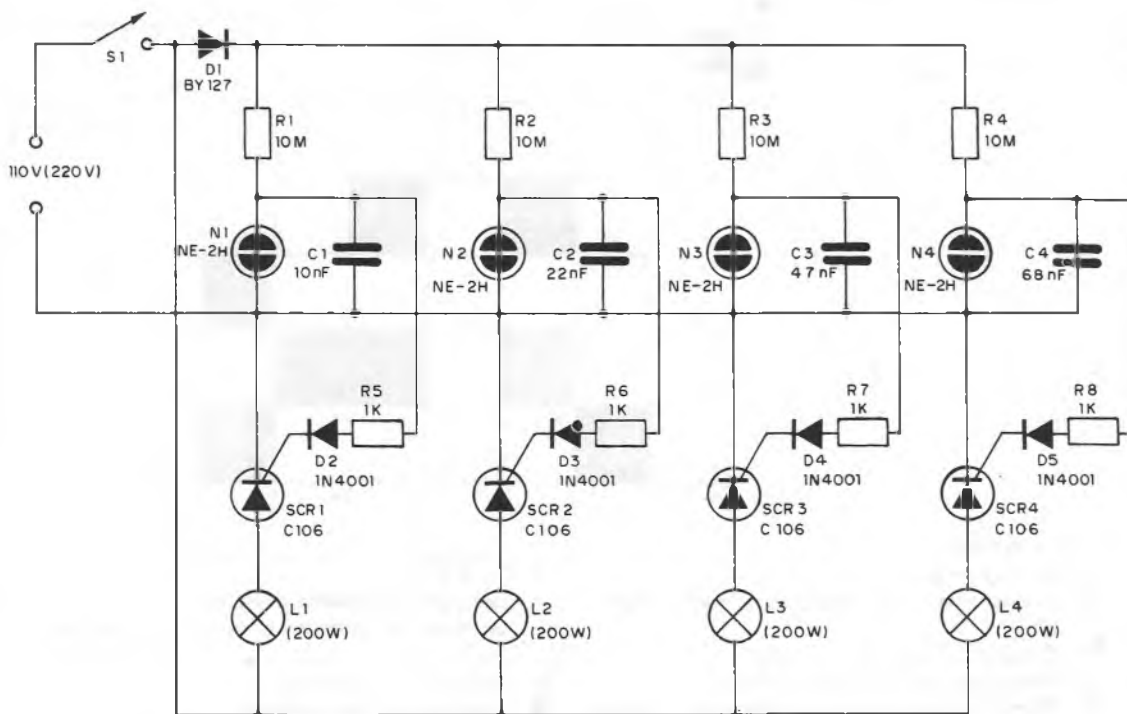 S1
D1
BY127
110V(220V)
R1
10M
R2
10M
R3
10M
R4
10M
N1
NE-2H
C1
10nF
N2
NE-2H
C2
22nF
N3
NE-2H
C3
47nF
N4
NE-2H
C4
68nF
R5
1K
R6
1K
R7
1K
R8
1K
D2
1N4001
D3
1N4001
D4
1N4001
D5
1N4001
SCR1
C106
SCR2
C106
SCR3
C106
SCR4
C106
L1
(200W)
L2
(200W)
L3
(200W)
L4
(200W)